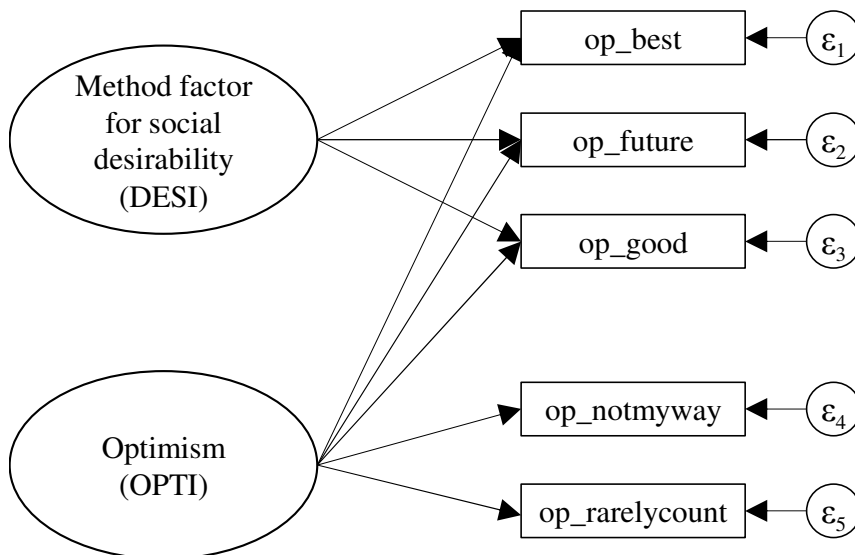 Method factor
for social
desirability
(DESI)
op_best
ε1
op_future
ε2
op_good
ε3
Optimism
(OPTI)
op_notmyway
ε4
op_rarelycount
ε5